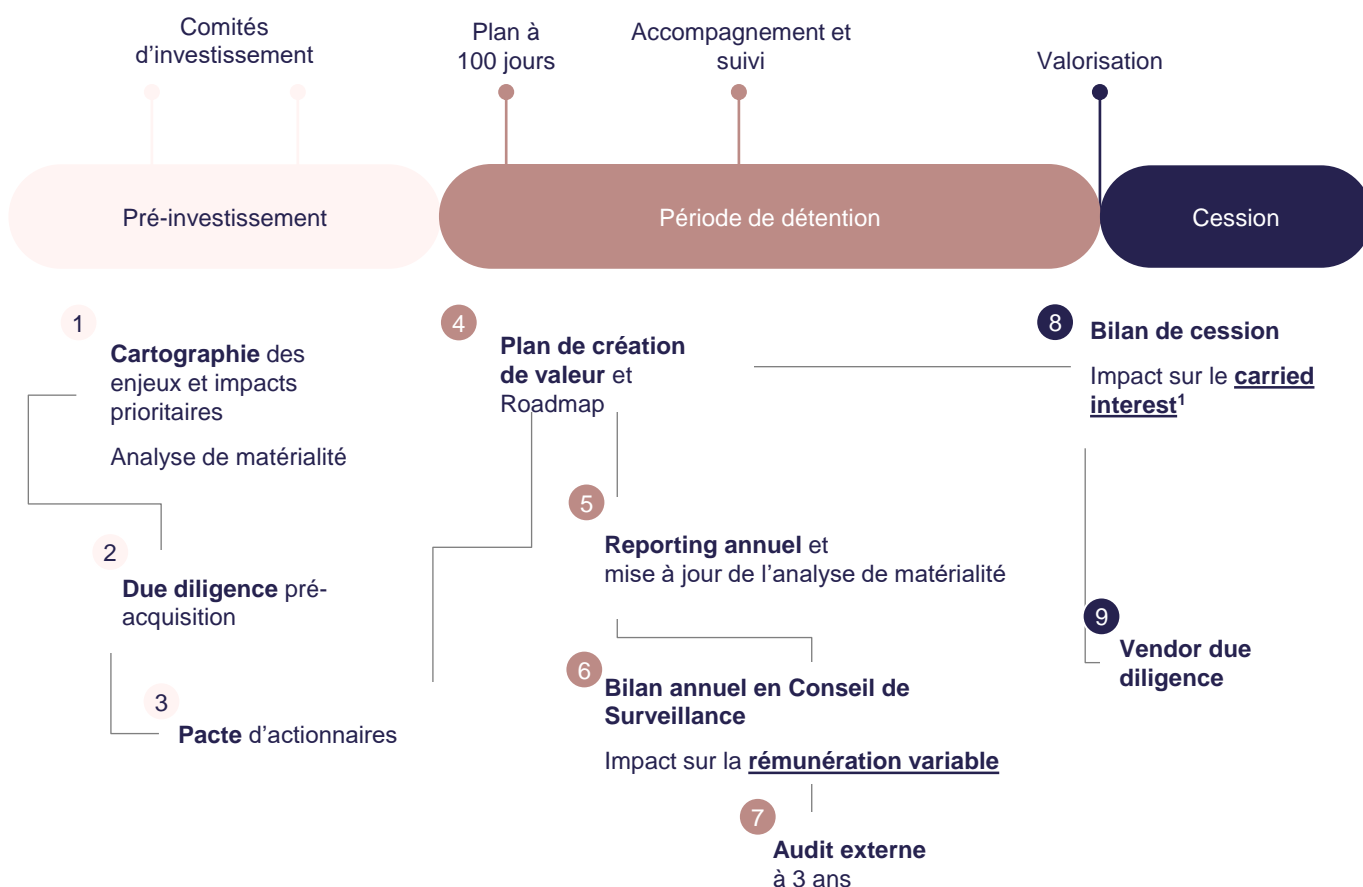 Comités
d’investissement
Plan à
100 jours
Accompagnement et
suivi
Valorisation
Pré-investissement
Période de détention
Cession
1
Cartographie des
enjeux et impacts
prioritaires
Analyse de matérialité
2
Due diligence pré-
acquisition
3
Pacte d’actionnaires
4
Plan de création
de valeur et
Roadmap
5
Reporting annuel et
mise à jour de l’analyse de matérialité
6
Bilan annuel en Conseil de
Surveillance
Impact sur la rémunération variable
7
Audit externe
à 3 ans
8
Bilan de cession
Impact sur le carried
interest¹
9
Vendor due
diligence